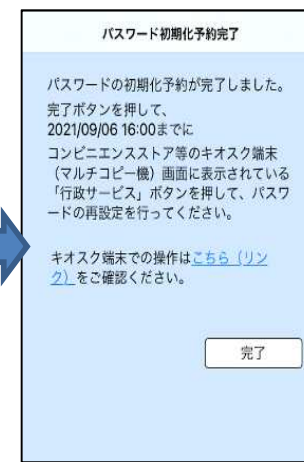 パスワード初期化予約完了
パスワードの初期化予約が完了しました。
完了ボタンを押して、
2021/09/06 16:00までに
コンビニエンスストア等のキオスク端末
（マルチコピー機）画面に表示されている
「行政サービス」ボタンを押して、パスワ
ードの再設定を行ってください。
キオスク端末での操作はこちら（リン
ク）をご確認ください。
完了